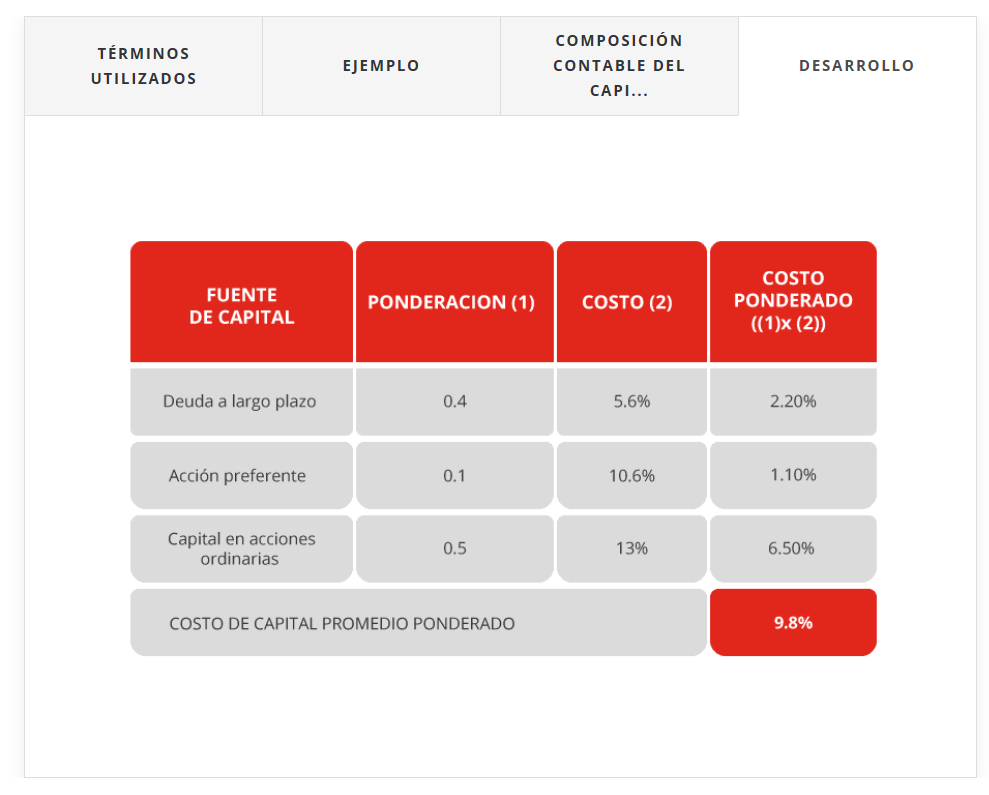 TÉRMINOS
UTILIZADOS
EJEMPLO
COMPOSICIÓN
CONTABLE DEL
CAPI...
DESARROLLO
FUENTE
DE CAPITAL
PONDERACION (1)
COSTO (2)
COSTO
PONDERADO
((1)x (2))
Deuda a largo plazo
0.4
5.6%
2.20%
Acción preferente
0.1
10.6%
1.10%
Capital en acciones
ordinarias
0.5
13%
6.50%
COSTO DE CAPITAL PROMEDIO PONDERADO
9.8%